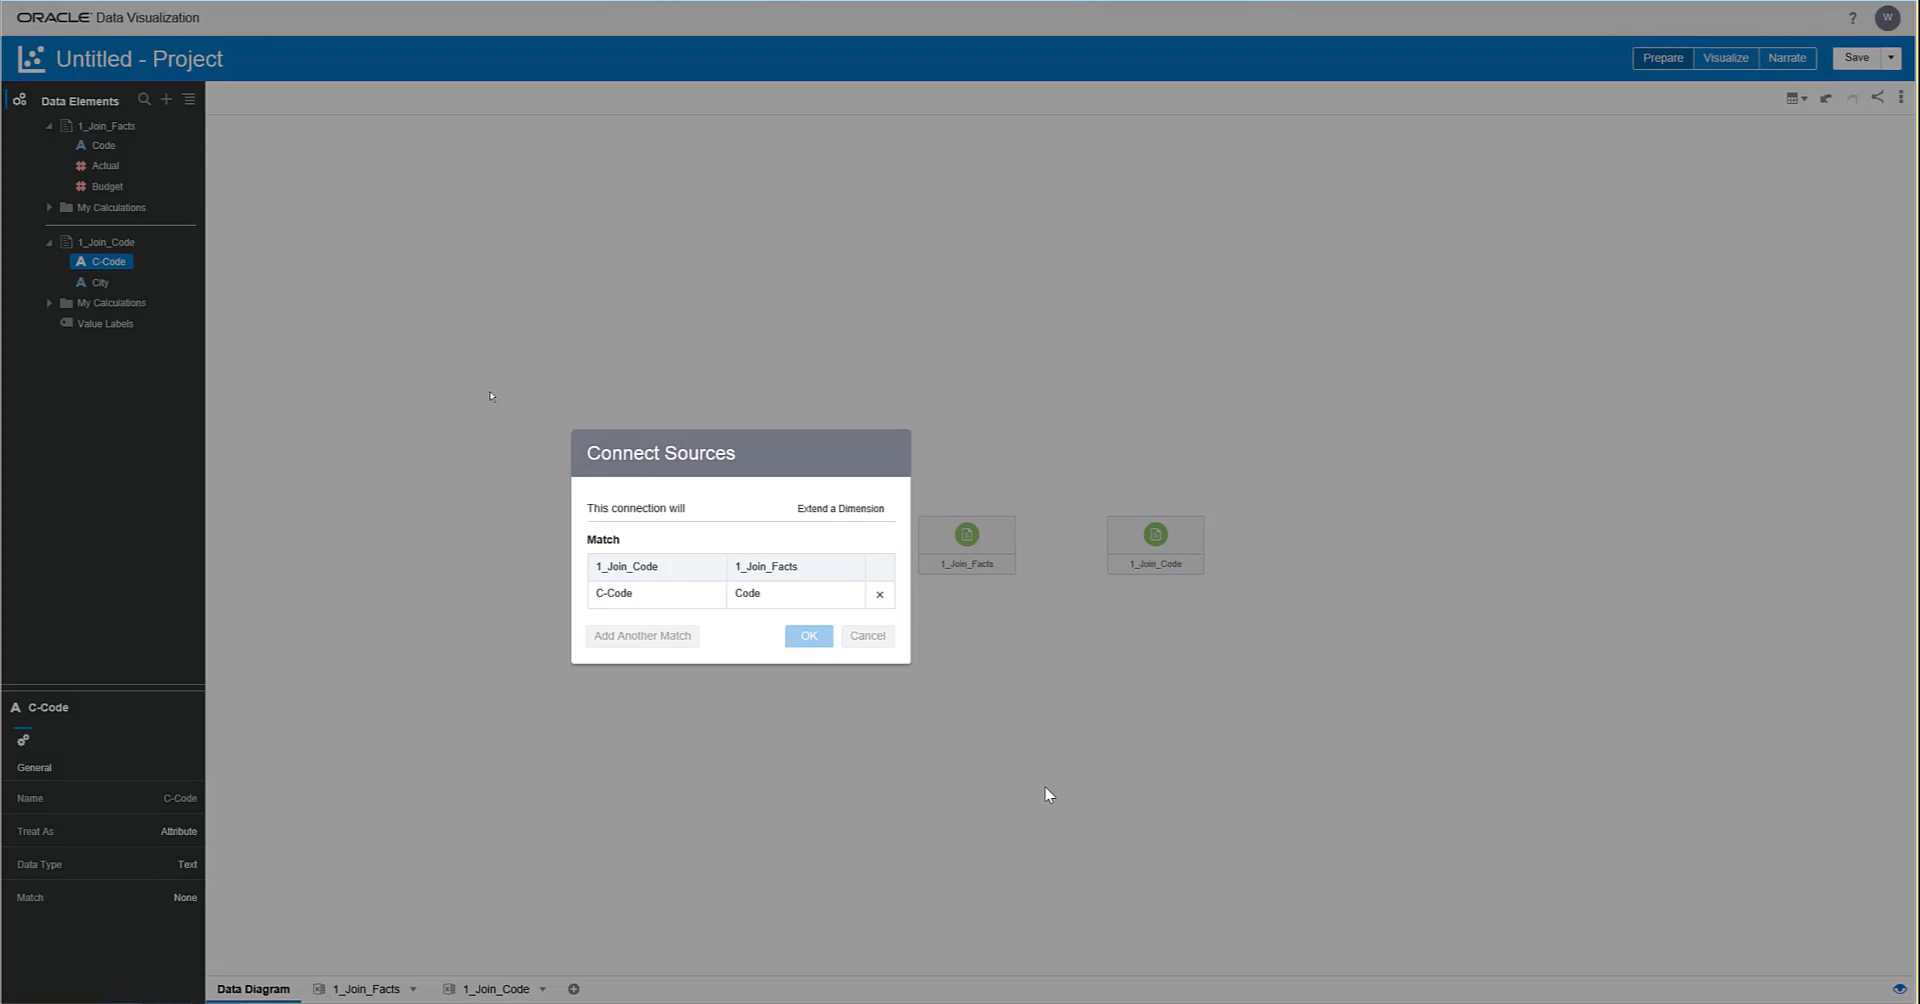 ORACLE Data Visualization
? W
Untitled - Project
Prepare Visualize Narrate Save
Data Elements
1_Join_Facts
A Code
# Actual
# Budget
My Calculations
1_Join_Code
A C-Code
A City
My Calculations
Value Labels
Connect Sources
This connection will Extend a Dimension
Match
1_Join_Code 1_Join_Facts
C-Code Code ×
Add Another Match OK Cancel
1_Join_Facts 1_Join_Code
A C-Code
General
Name C-Code
Treat As Attribute
Data Type Text
Match None
Data Diagram 1_Join_Facts 1_Join_Code